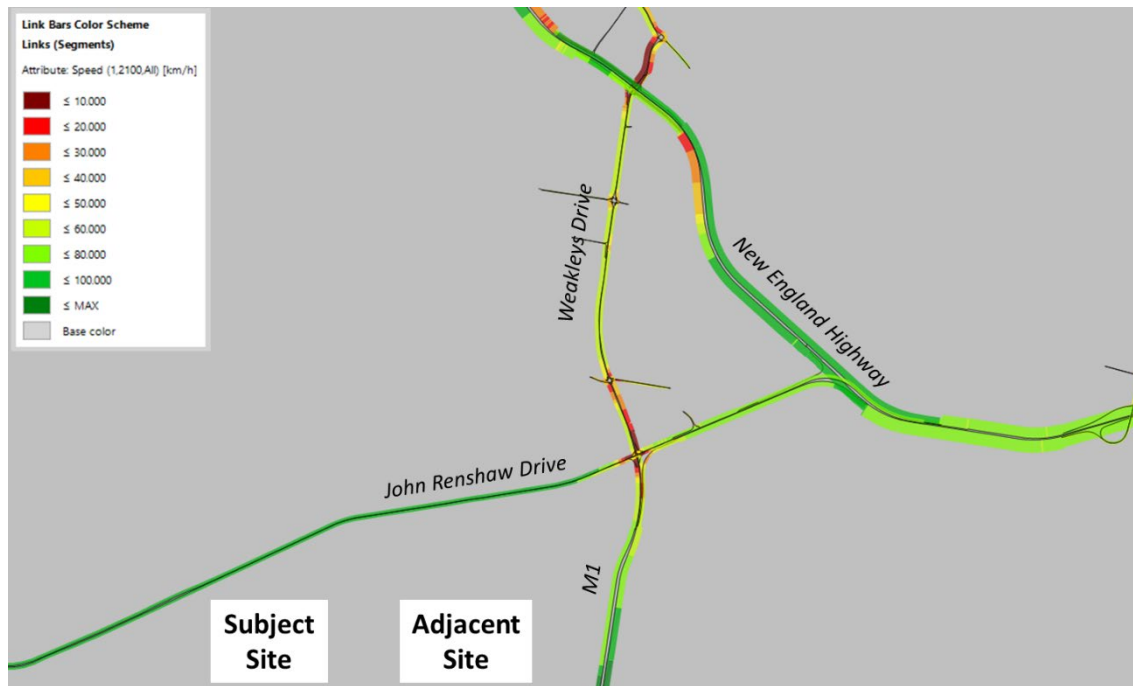 Link Bars Color Scheme
Links (Segments)
Attribute: Speed (1,2100,All) [km/h]
≤ 10.000
≤ 20.000
≤ 30.000
≤ 40.000
≤ 50.000
≤ 60.000
≤ 80.000
≤ 100.000
≤ MAX
Base color
Weakleys Drive
New England Highway
John Renshaw Drive
M1
Subject
Site
Adjacent
Site